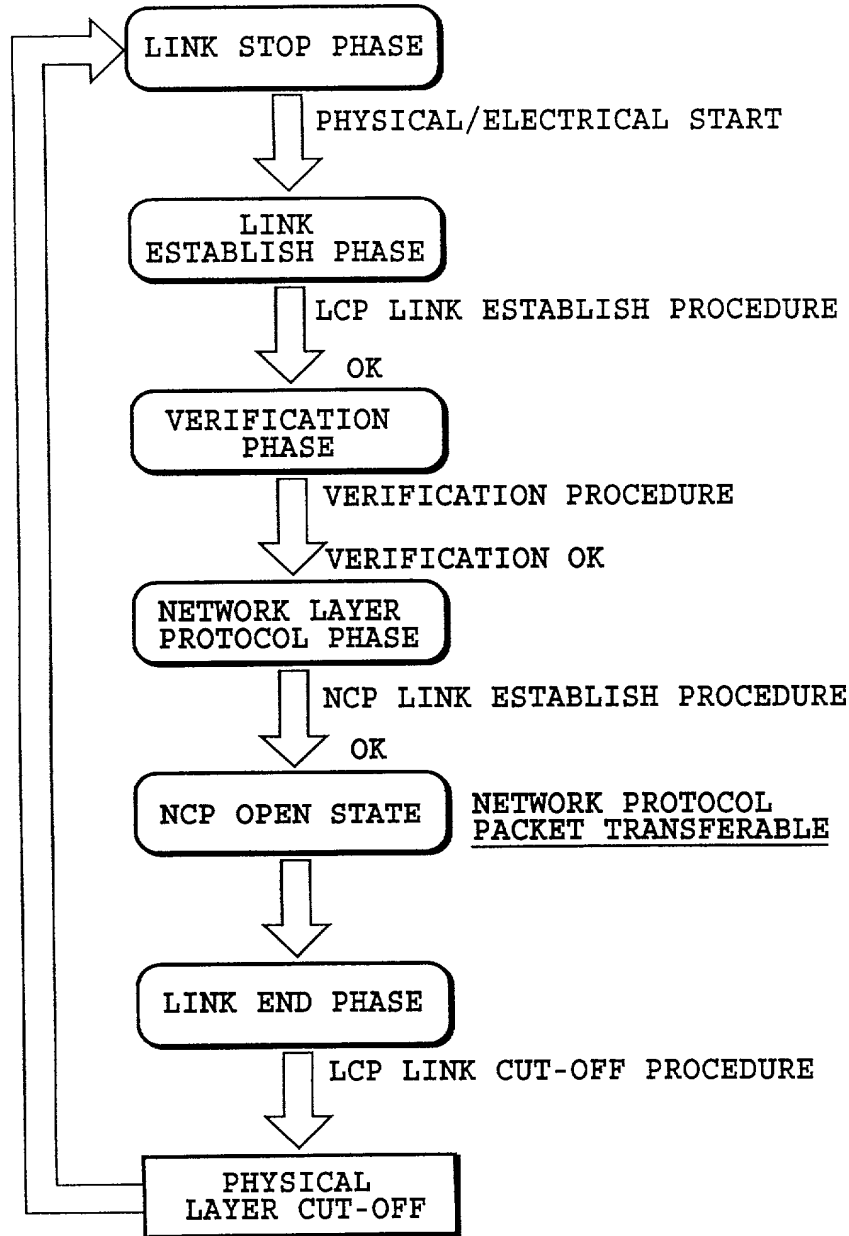 LINK STOP PHASE
PHYSICAL/ELECTRICAL START
LINK
ESTABLISH PHASE
LCP LINK ESTABLISH PROCEDURE
OK
VERIFICATION
PHASE
VERIFICATION PROCEDURE
VERIFICATION OK
NETWORK LAYER
PROTOCOL PHASE
NCP LINK ESTABLISH PROCEDURE
OK
NCP OPEN STATE
NETWORK PROTOCOL
PACKET TRANSFERABLE
LINK END PHASE
LCP LINK CUT-OFF PROCEDURE
PHYSICAL
LAYER CUT-OFF